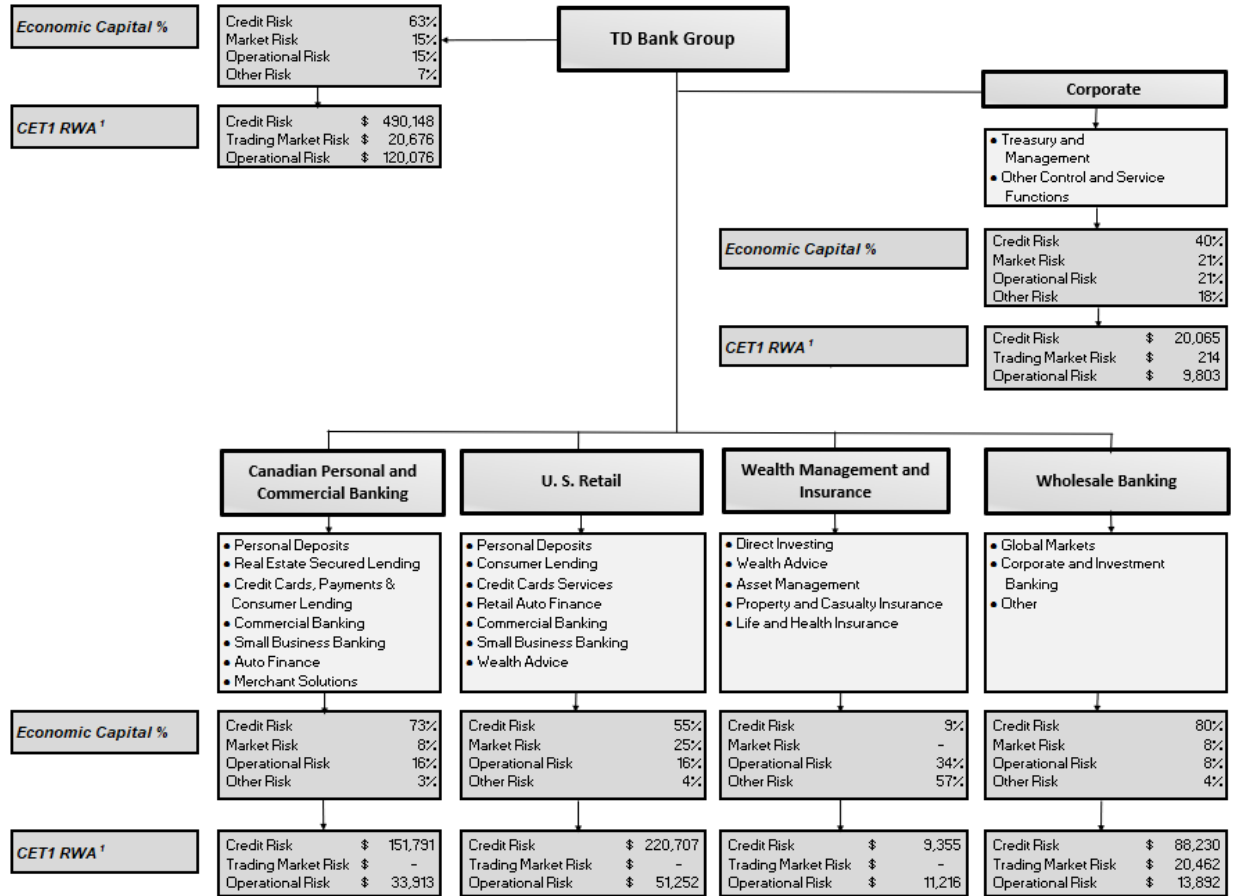 Economic Capital %
Credit Risk 63%
Market Risk 15%
Operational Risk 15%
Other Risk 7%
TD Bank Group
CET1 RWA ¹
Credit Risk $ 490,148
Trading Market Risk $ 20,676
Operational Risk $ 120,076
Corporate
• Treasury and
Management
• Other Control and Service
Functions
Economic Capital %
Credit Risk 40%
Market Risk 21%
Operational Risk 21%
Other Risk 18%
CET1 RWA ¹
Credit Risk $ 20,065
Trading Market Risk $ 214
Operational Risk $ 9,803
Canadian Personal and
Commercial Banking
U. S. Retail
Wealth Management and
Insurance
Wholesale Banking
• Personal Deposits
• Real Estate Secured Lending
• Credit Cards, Payments &
Consumer Lending
• Commercial Banking
• Small Business Banking
• Auto Finance
• Merchant Solutions
• Personal Deposits
• Consumer Lending
• Credit Cards Services
• Retail Auto Finance
• Commercial Banking
• Small Business Banking
• Wealth Advice
• Direct Investing
• Wealth Advice
• Asset Management
• Property and Casualty Insurance
• Life and Health Insurance
• Global Markets
• Corporate and Investment
Banking
• Other
Economic Capital %
Credit Risk 73%
Market Risk 8%
Operational Risk 16%
Other Risk 3%
Credit Risk 55%
Market Risk 25%
Operational Risk 16%
Other Risk 4%
Credit Risk 9%
Market Risk -
Operational Risk 34%
Other Risk 57%
Credit Risk 80%
Market Risk 8%
Operational Risk 8%
Other Risk 4%
CET1 RWA ¹
Credit Risk $ 151,791
Trading Market Risk $ -
Operational Risk $ 33,913
Credit Risk $ 220,707
Trading Market Risk $ -
Operational Risk $ 51,252
Credit Risk $ 9,355
Trading Market Risk $ -
Operational Risk $ 11,216
Credit Risk $ 88,230
Trading Market Risk $ 20,462
Operational Risk $ 13,892